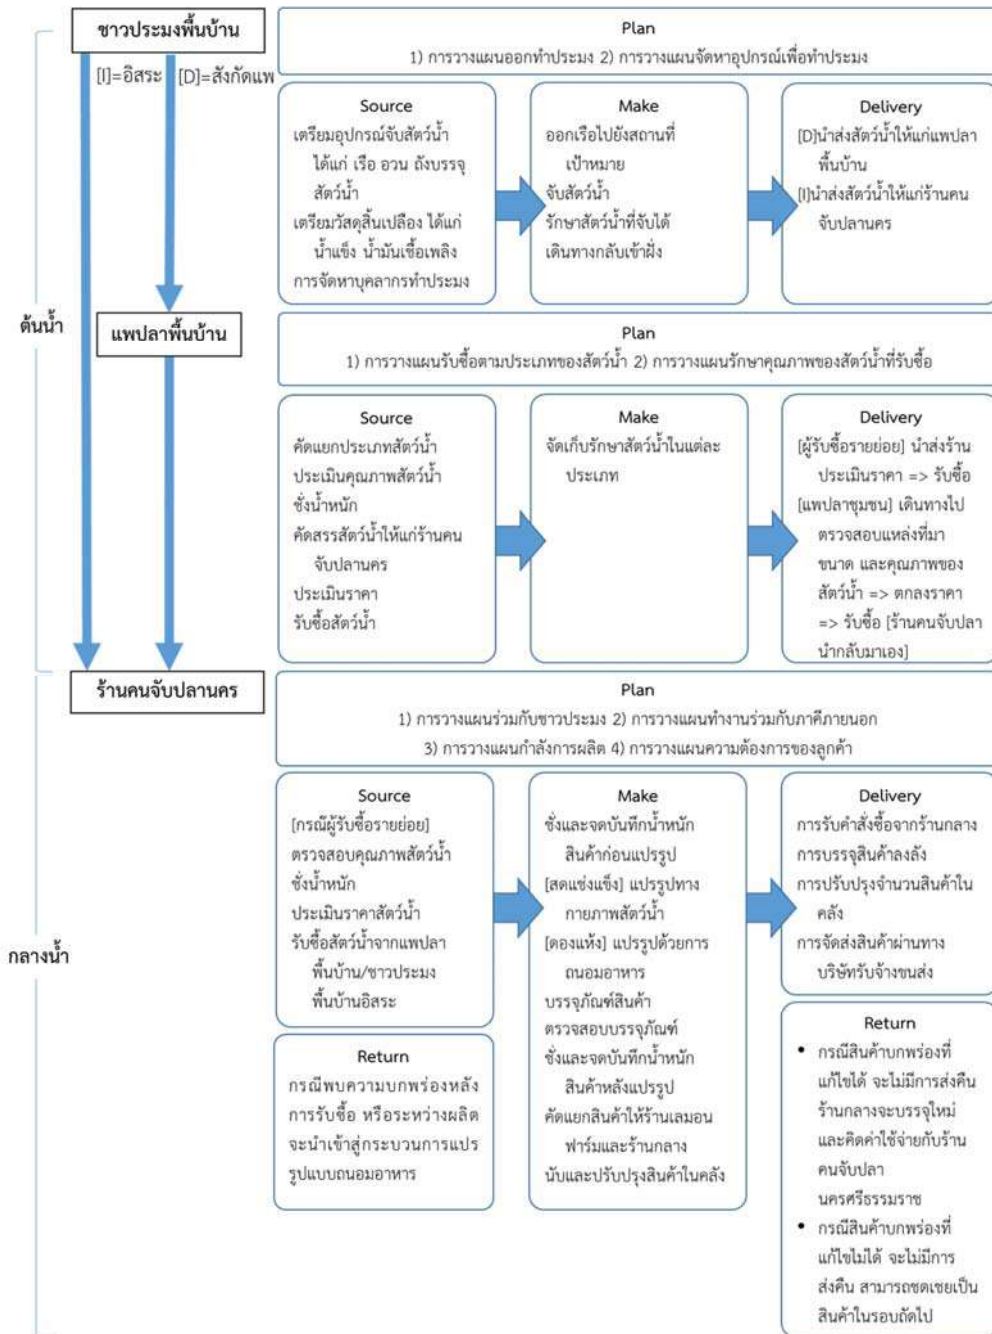 ชาวประมงพื้นบ้าน
[I]=อิสระ [D]=สังกัดแพ
Plan
1) การวางแผนออกทำประมง 2) การวางแผนจัดหาอุปกรณ์เพื่อทำประมง
Source
เตรียมอุปกรณ์จับสัตว์น้ำ
ได้แก่ เรือ อวน ถังบรรจุ
สัตว์น้ำ
เตรียมวัสดุสิ้นเปลือง ได้แก่
น้ำแข็ง น้ำมันเชื้อเพลิง
การจัดหาบุคลากรทำประมง
Make
ออกเรือไปยังสถานที่
เป้าหมาย
จับสัตว์น้ำ
รักษาสัตว์น้ำที่จับได้
เดินทางกลับเข้าฝั่ง
Delivery
[D]นำส่งสัตว์น้ำให้แก่แพปลา
พื้นบ้าน
[I]นำส่งสัตว์น้ำให้แก่ร้านคน
จับปลานคร
ต้นน้ำ
แพปลาพื้นบ้าน
Plan
1) การวางแผนรับซื้อตามประเภทของสัตว์น้ำ 2) การวางแผนรักษาคุณภาพของสัตว์น้ำที่รับซื้อ
Source
คัดแยกประเภทสัตว์น้ำ
ประเมินคุณภาพสัตว์น้ำ
ชั่งน้ำหนัก
คัดสรรสัตว์น้ำให้แก่ร้านคน
จับปลานคร
ประเมินราคา
รับซื้อสัตว์น้ำ
Make
จัดเก็บรักษาสัตว์น้ำในแต่ละ
ประเภท
Delivery
[ผู้รับซื้อรายย่อย] นำส่งร้าน
ประเมินราคา => รับซื้อ
[แพปลาชุมชน] เดินทางไป
ตรวจสอบแหล่งที่มา
ขนาด และคุณภาพของ
สัตว์น้ำ => ตกลงราคา
=> รับซื้อ [ร้านคนจับปลา
นำกลับมาเอง]
ร้านคนจับปลานคร
Plan
1) การวางแผนร่วมกับชาวประมง 2) การวางแผนทำงานร่วมกับภาคีภายนอก
3) การวางแผนกำลังการผลิต 4) การวางแผนความต้องการของลูกค้า
Source
[กรณีผู้รับซื้อรายย่อย]
ตรวจสอบคุณภาพสัตว์น้ำ
ชั่งน้ำหนัก
ประเมินราคาสัตว์น้ำ
รับซื้อสัตว์น้ำจากแพปลา
พื้นบ้าน/ชาวประมง
พื้นบ้านอิสระ
Make
ชั่งและจดบันทึกน้ำหนัก
สินค้าก่อนแปรรูป
[สดแช่แข็ง] แปรรูปทาง
กายภาพสัตว์น้ำ
[ดองแห้ง] แปรรูปด้วยการ
ถนอมอาหาร
บรรจุภัณฑ์สินค้า
ตรวจสอบบรรจุภัณฑ์
ชั่งและจดบันทึกน้ำหนัก
สินค้าหลังแปรรูป
คัดแยกสินค้าให้ร้านเลมอน
ฟาร์มและร้านกลาง
นับและปรับปรุงสินค้าในคลัง
Delivery
การรับคำสั่งซื้อจากร้านกลาง
การบรรจุสินค้าลงลัง
การปรับปรุงจำนวนสินค้าใน
คลัง
การจัดส่งสินค้าผ่านทาง
บริษัทรับจ้างขนส่ง
กลางน้ำ
Return
กรณีพบความบกพร่องหลัง
การรับซื้อ หรือระหว่างผลิต
จะนำเข้าสู่กระบวนการแปร
รูปแบบถนอมอาหาร
Return
• กรณีสินค้าบกพร่องที่
แก้ไขได้ จะไม่มีการส่งคืน
ร้านกลางจะบรรจุใหม่
และคิดค่าใช้จ่ายกับร้าน
คนจับปลา
นครศรีธรรมราช
• กรณีสินค้าบกพร่องที่
แก้ไขไม่ได้ จะไม่มีการ
ส่งคืน สามารถชดเชยเป็น
สินค้าในรอบถัดไป